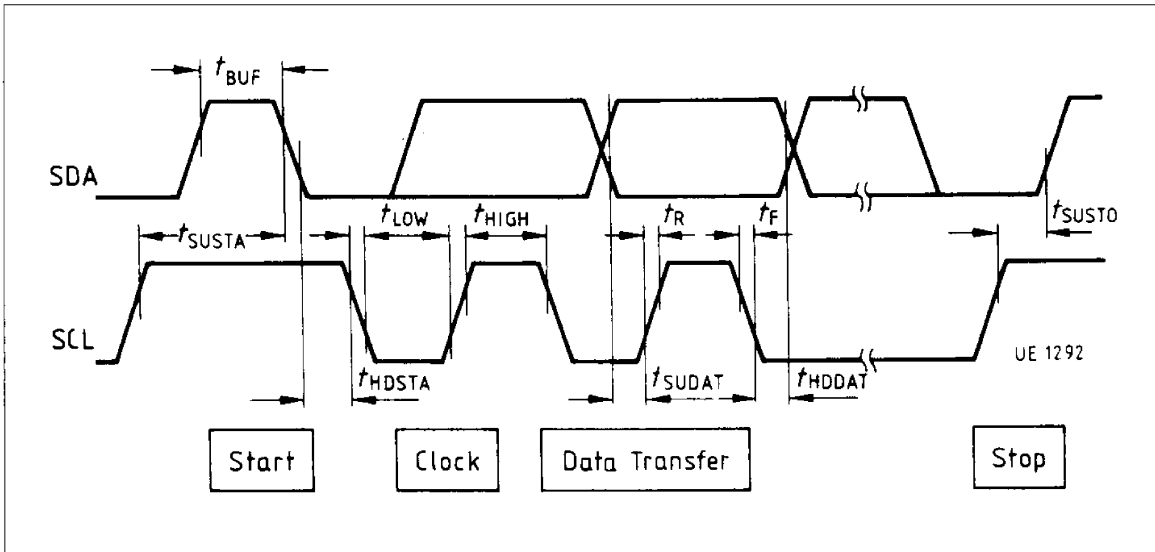 tBUF
SDA
tLOW tHIGH tR tF
tSUSTA tSUSTO
SCL
UE 1292
tHDSTA tSUDAT tHDDAT
Start Clock Data Transfer Stop